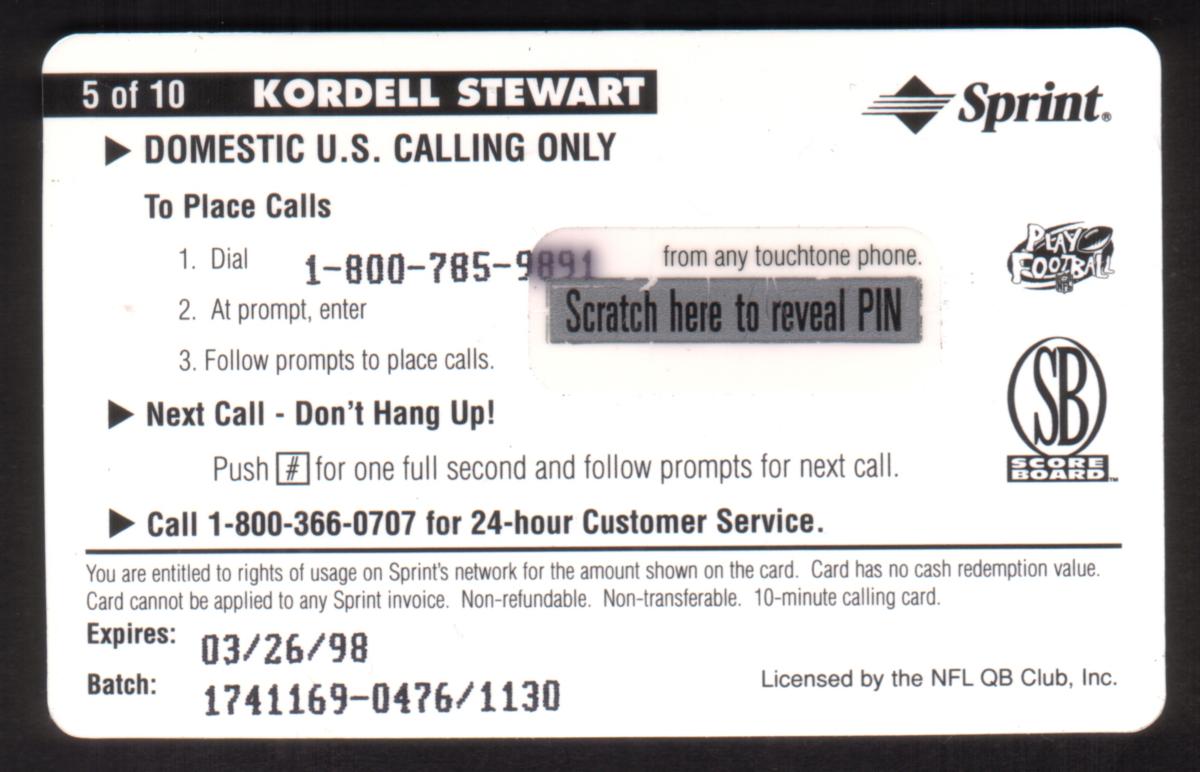 5 of 10 KORDELL STEWART
Sprint®
▶ DOMESTIC U.S. CALLING ONLY
To Place Calls
1. Dial 1-800-785-9891 from any touchtone phone.
2. At prompt, enter Scratch here to reveal PIN
3. Follow prompts to place calls.
PLAY
FOOTBALL
NFL
▶ Next Call - Don't Hang Up!
Push # for one full second and follow prompts for next call.
SB
SCORE
BOARD™
▶ Call 1-800-366-0707 for 24-hour Customer Service.
You are entitled to rights of usage on Sprint's network for the amount shown on the card. Card has no cash redemption value.
Card cannot be applied to any Sprint invoice. Non-refundable. Non-transferable. 10-minute calling card.
Expires: 03/26/98
Batch: 1741169-0476/1130
Licensed by the NFL QB Club, Inc.